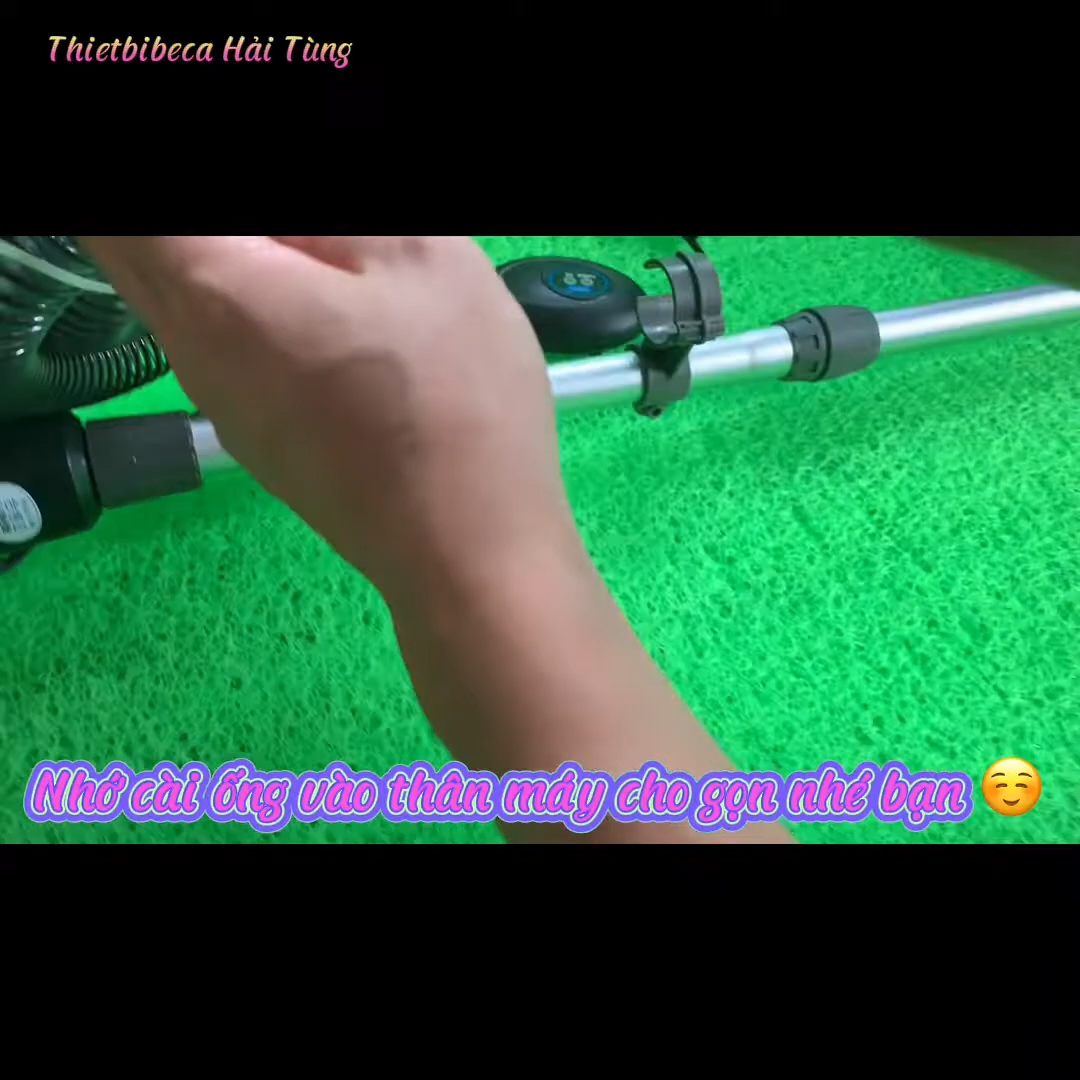 Thietbibeca Hải Tùng
Nhớ cài ống vào thân máy cho gọn nhé bạn ☺️